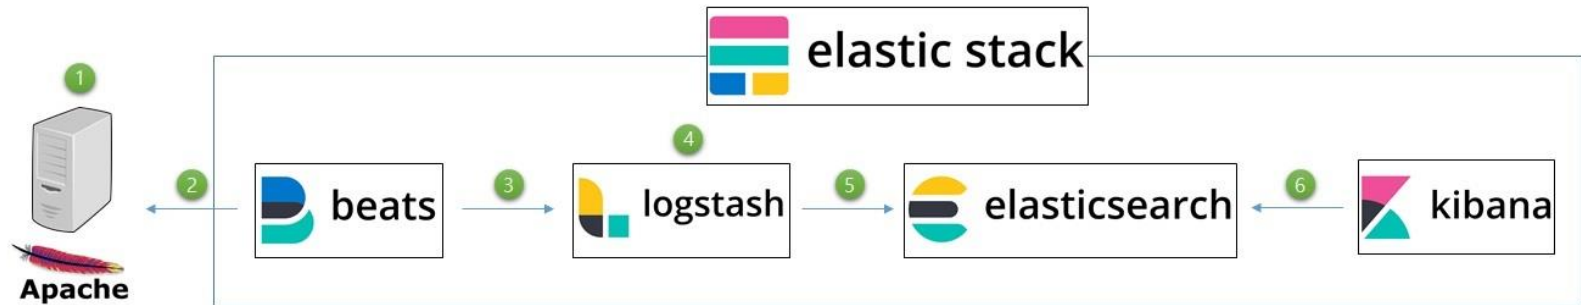 elastic stack
1
4
2
beats
3
logstash
5
elasticsearch
6
kibana
Apache